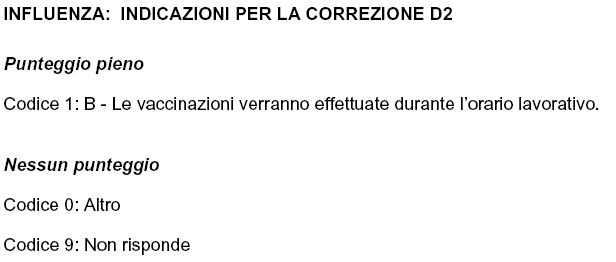 INFLUENZA:  INDICAZIONI PER LA CORREZIONE D2
Punteggio pieno
Codice 1: B - Le vaccinazioni verranno effettuate durante l'orario lavorativo.
Nessun punteggio
Codice 0: Altro
Codice 9: Non risponde